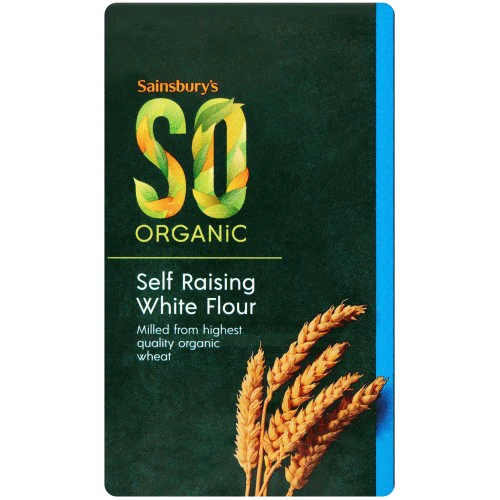 Sainsbury's
SO
ORGANiC
Self Raising
White Flour
Milled from highest
quality organic
wheat